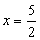 x = 5/2